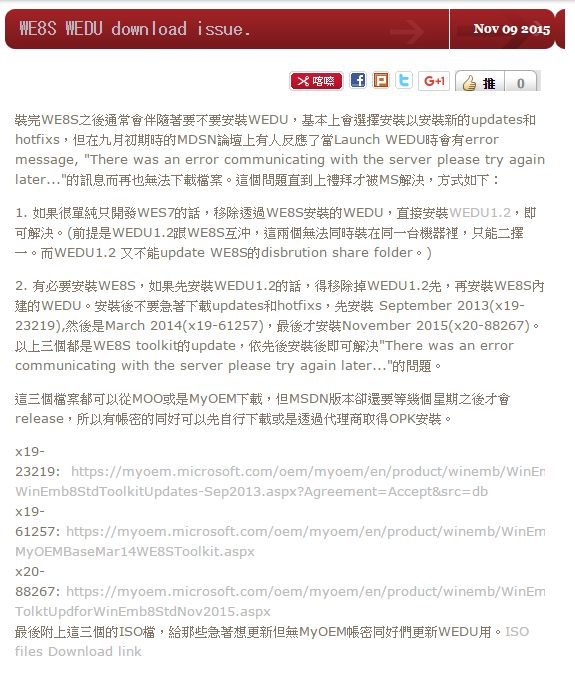 WE8S WEDU download issue.
Nov 09 2015
嗒嚓
G+1
推
0
裝完WE8S之後通常會伴隨著要不要安裝WEDU，基本上會選擇安裝以安裝新的updates和
hotfixs，但在九月初期時的MDSN論壇上有人反應了當Launch WEDU時會有error
message, "There was an error communicating with the server please try again
later..."的訊息而再也無法下載檔案。這個問題直到上禮拜才被MS解決，方式如下：
1. 如果很單純只開發WES7的話，移除透過WE8S安裝的WEDU，直接安裝WEDU1.2，即
可解決。(前提是WEDU1.2跟WE8S互沖，這兩個無法同時裝在同一台機器裡，只能二擇
一。而WEDU1.2 又不能update WE8S的disbrution share folder。)
2. 有必要安裝WE8S，如果先安裝WEDU1.2的話，得移除掉WEDU1.2先，再安裝WE8S內
建的WEDU。安裝後不要急著下載updates和hotfixs，先安裝 September 2013(x19-
23219),然後是March 2014(x19-61257)，最後才安裝November 2015(x20-88267)。
以上三個都是WE8S toolkit的update，依先後安裝後即可解決"There was an error
communicating with the server please try again later..."的問題。
這三個檔案都可以從MOO或是MyOEM下載，但MSDN版本卻還要等幾個星期之後才會
release，所以有帳密的同好可以先自行下載或是透過代理商取得OPK安裝。
x19-
23219: https://myoem.microsoft.com/oem/myoem/en/product/winemb/WinEm
WinEmb8StdToolkitUpdates-Sep2013.aspx?Agreement=Accept&src=db
x19-
61257: https://myoem.microsoft.com/oem/myoem/en/product/winemb/WinEm
MyOEMBaseMar14WE8SToolkit.aspx
x20-
88267: https://myoem.microsoft.com/oem/myoem/en/product/winemb/WinEm
TolktUpdforWinEmb8StdNov2015.aspx
最後附上這三個的ISO檔，給那些急著想更新但無MyOEM帳密同好們更新WEDU用。ISO
files Download link